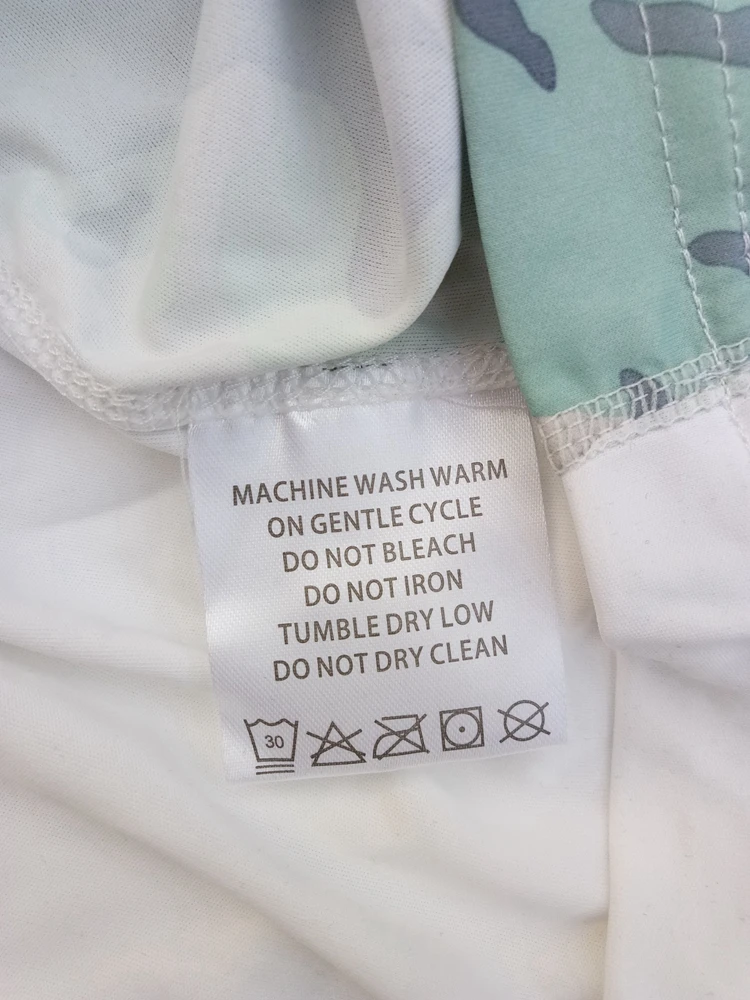 MACHINE WASH WARM
ON GENTLE CYCLE
DO NOT BLEACH
DO NOT IRON
TUMBLE DRY LOW
DO NOT DRY CLEAN
30